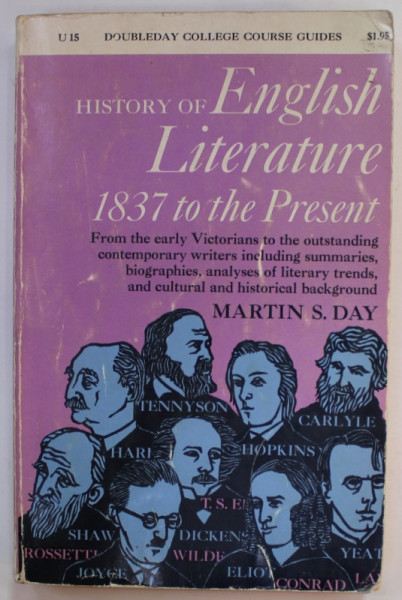 U 15 DOUBLEDAY COLLEGE COURSE GUIDES $1.95
HISTORY OF English
Literature
1837 to the Present
From the early Victorians to the outstanding
contemporary writers including summaries,
biographies, analyses of literary trends,
and cultural and historical background
MARTIN S. DAY
TENNYSON
CARLYLE
HOPKINS
T. S.
SHAW
DICKENS
ROSSETTI
WILDE
JOYCE
ELIOT
CONRAD